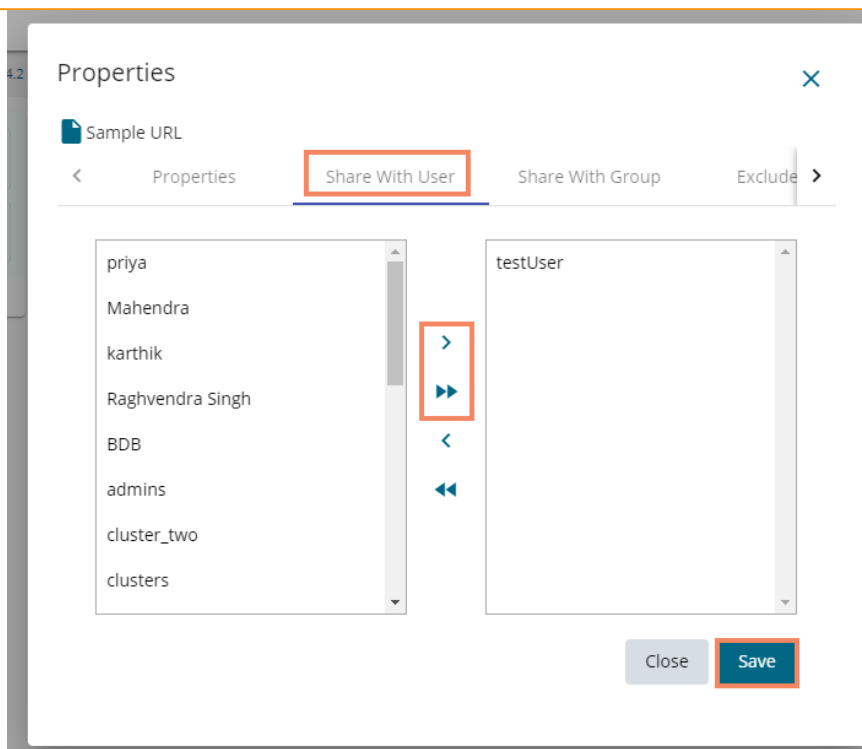 4.2
Properties
Sample URL
Properties Share With User Share With Group Exclude
priya
Mahendra
karthik
Raghvendra Singh
BDB
admins
cluster_two
clusters
testUser
Close Save